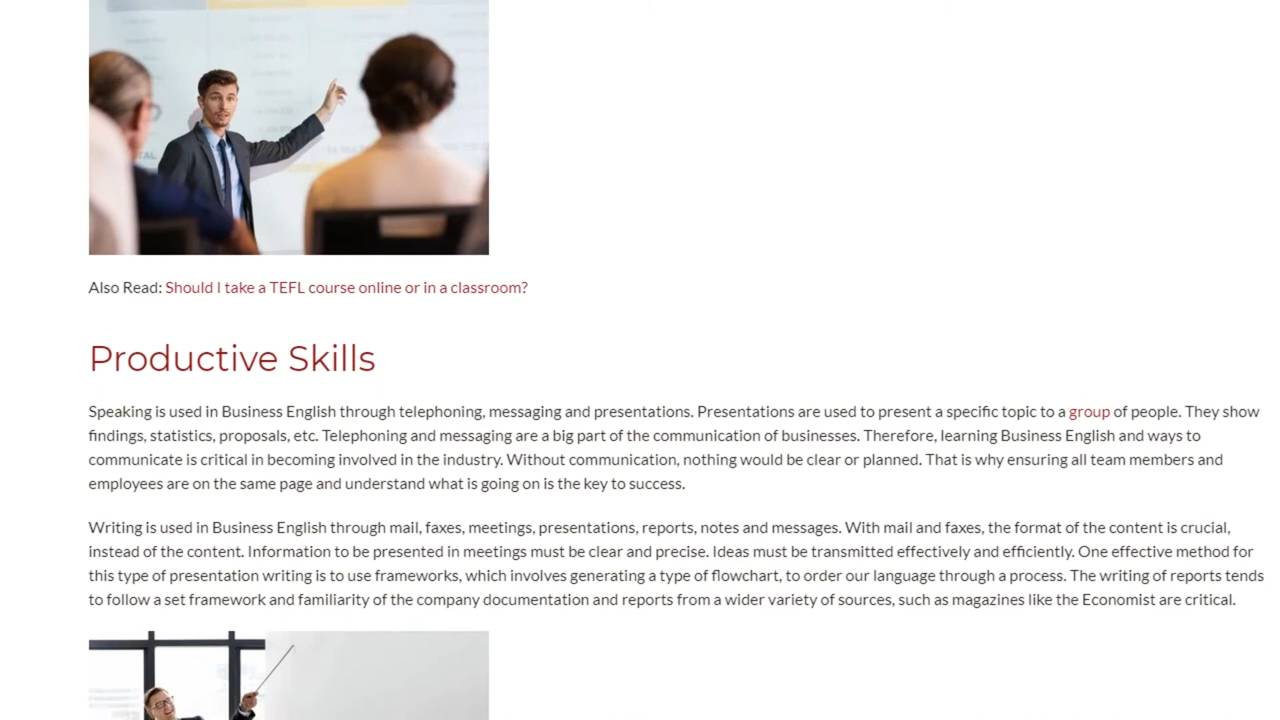 Also Read: Should I take a TEFL course online or in a classroom?
Productive Skills
Speaking is used in Business English through telephoning, messaging and presentations. Presentations are used to present a specific topic to a group of people. They show
findings, statistics, proposals, etc. Telephoning and messaging are a big part of the communication of businesses. Therefore, learning Business English and ways to
communicate is critical in becoming involved in the industry. Without communication, nothing would be clear or planned. That is why ensuring all team members and
employees are on the same page and understand what is going on is the key to success.
Writing is used in Business English through mail, faxes, meetings, presentations, reports, notes and messages. With mail and faxes, the format of the content is crucial,
instead of the content. Information to be presented in meetings must be clear and precise. Ideas must be transmitted effectively and efficiently. One effective method for
this type of presentation writing is to use frameworks, which involves generating a type of flowchart, to order our language through a process. The writing of reports tends
to follow a set framework and familiarity of the company documentation and reports from a wider variety of sources, such as magazines like the Economist are critical.